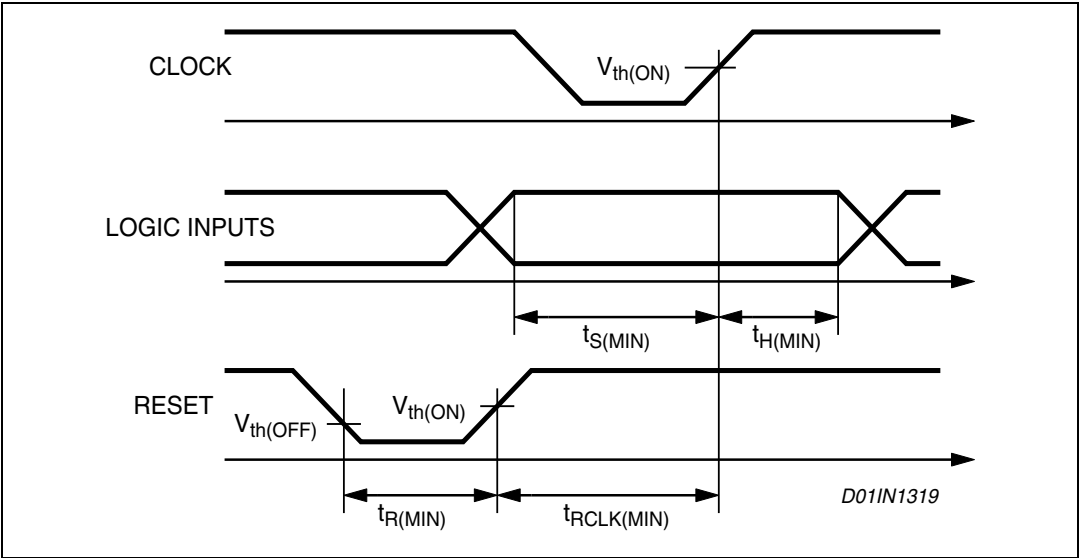 CLOCK
Vth(ON)
LOGIC INPUTS
tS(MIN)
tH(MIN)
RESET
Vth(OFF)
Vth(ON)
tR(MIN)
tRCLK(MIN)
D01IN1319